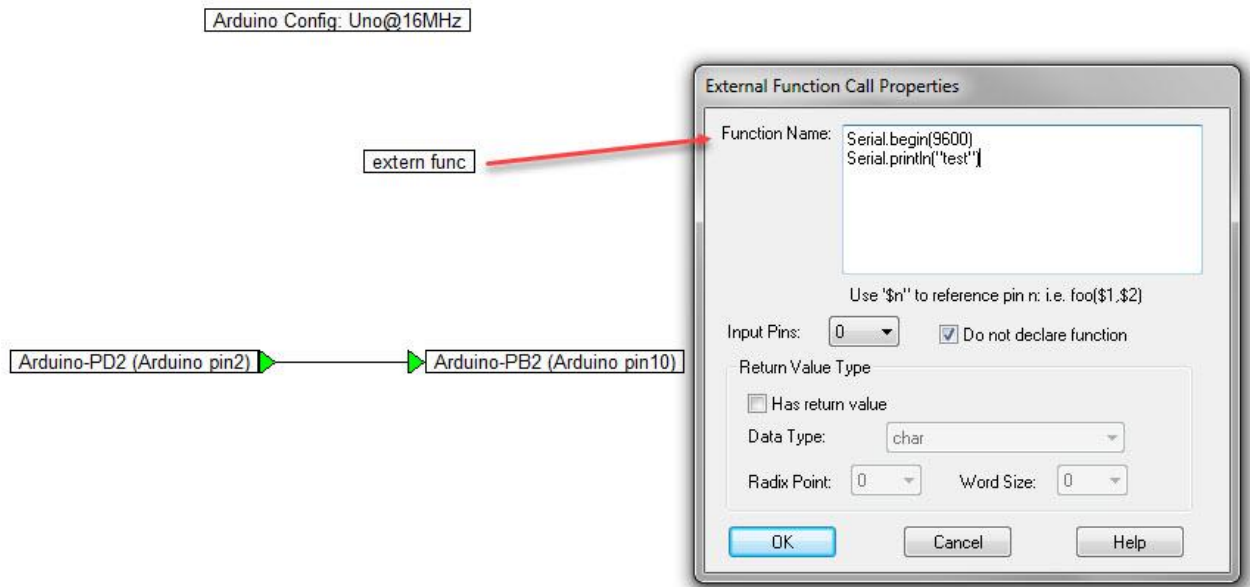 Arduino Config: Uno@16MHz
extern func
Arduino-PD2 (Arduino pin2)
Arduino-PB2 (Arduino pin10)
External Function Call Properties
Function Name:
Serial.begin(9600)
Serial.println("test")
Use '$n" to reference pin n: i.e. foo($1,$2)
Input Pins: 0 Do not declare function
Return Value Type
Has return value
Data Type: char
Radix Point: 0 Word Size: 0
OK Cancel Help